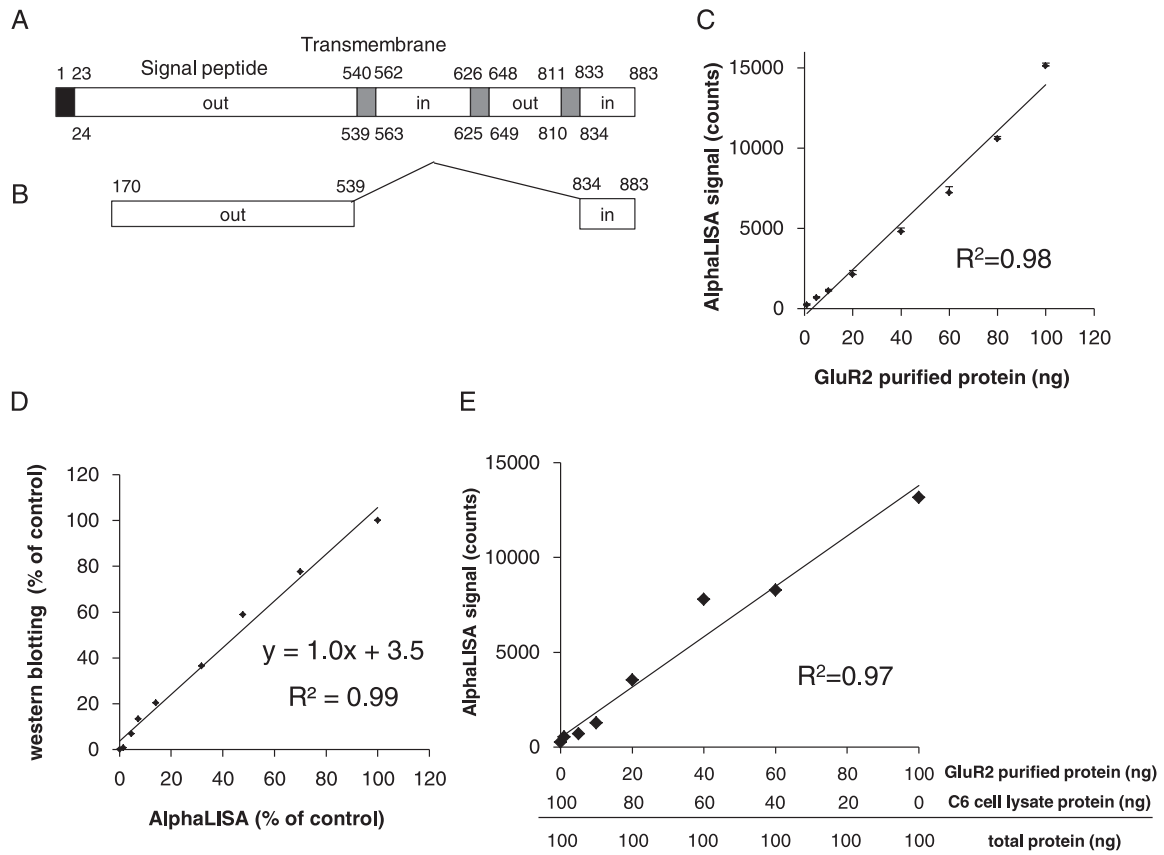 A
Transmembrane
Signal peptide
1 23 540 562 626 648 811 833 883
out in out in
24 539 563 625 649 810 834
B
170 539 834 883
out in
C
AlphaLISA signal (counts)
15000
10000
5000
0
R²=0.98
0 20 40 60 80 100 120
GluR2 purified protein (ng)
D
western blotting (% of control)
120
100
80
60
40
20
0
y = 1.0x + 3.5
R² = 0.99
0 20 40 60 80 100 120
AlphaLISA (% of control)
E
AlphaLISA signal (counts)
15000
10000
5000
0
R²=0.97
0 20 40 60 80 100
GluR2 purified protein (ng)
100 80 60 40 20 0 C6 cell lysate protein (ng)
100 100 100 100 100 100 total protein (ng)